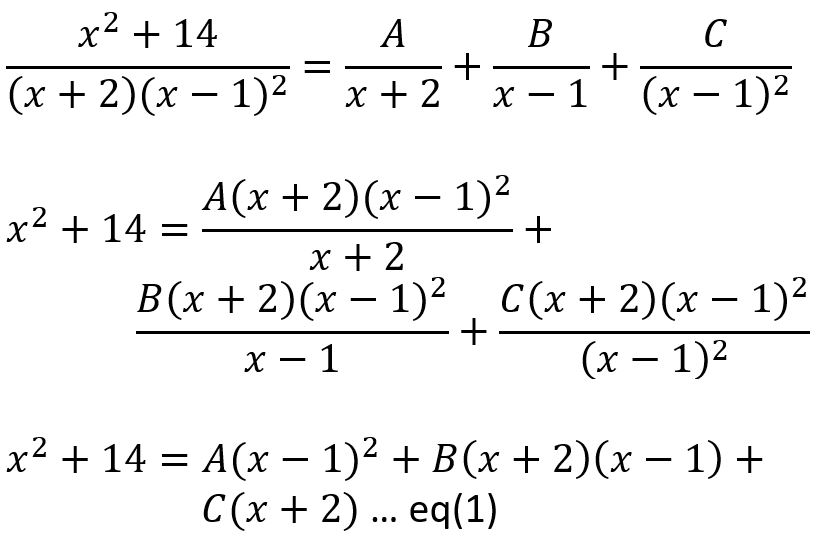 x² + 14 / (x + 2)(x − 1)² = A / x + 2 + B / x − 1 + C / (x − 1)²
x² + 14 = A(x + 2)(x − 1)² / x + 2 +
B(x + 2)(x − 1)² / x − 1 + C(x + 2)(x − 1)² / (x − 1)²
x² + 14 = A(x − 1)² + B(x + 2)(x − 1) +
C(x + 2) ... eq(1)